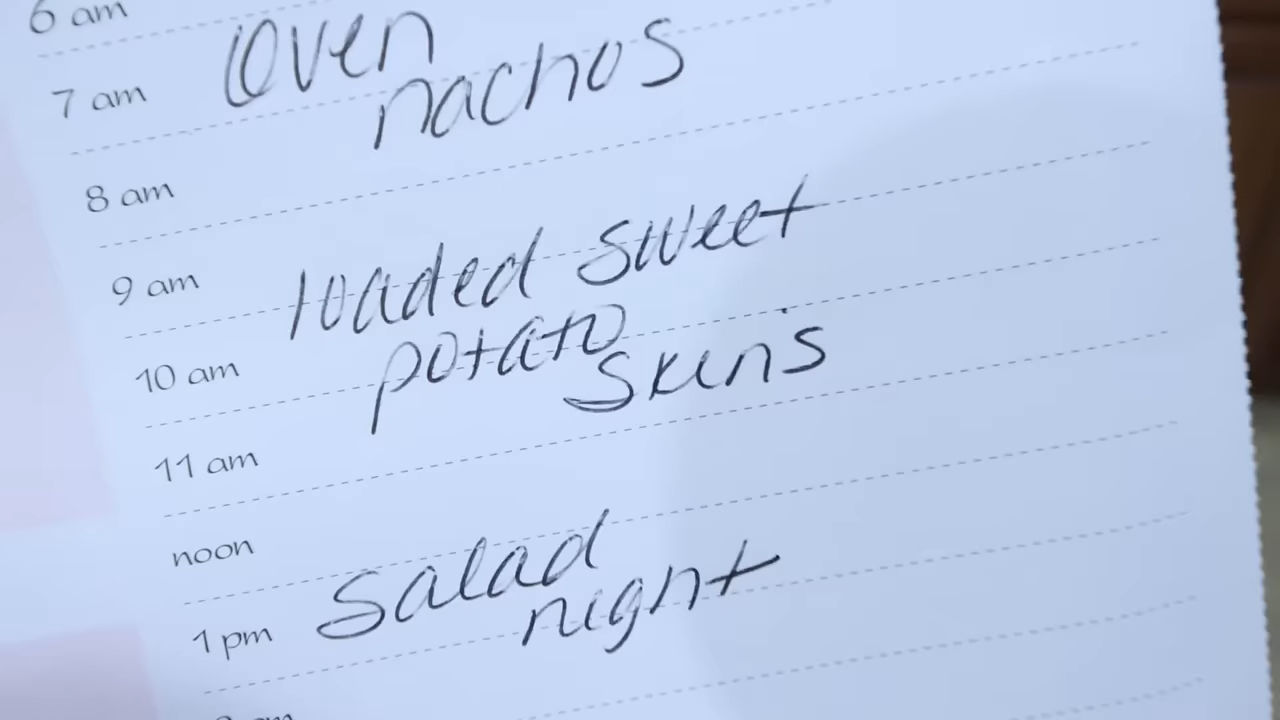 6 am
7 am Oven
nachos
8 am
9 am loaded sweet
10 am potato
skins
11 am
noon
salad
1 pm night